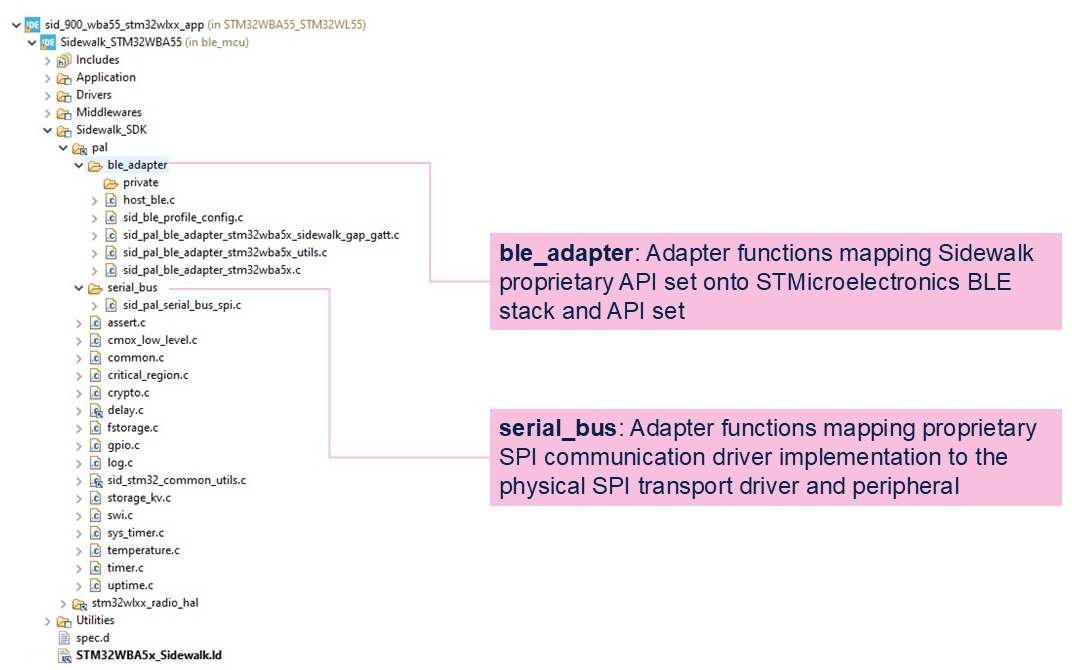 sid_900_wba55_stm32wlxx_app (in STM32WBA55_STM32WL55)
Sidewalk_STM32WBA55 (in ble_mcu)
Includes
Application
Drivers
Middlewares
Sidewalk_SDK
pal
ble_adapter
private
host_ble.c
sid_ble_profile_config.c
sid_pal_ble_adapter_stm32wba5x_sidewalk_gap_gatt.c
sid_pal_ble_adapter_stm32wba5x_utils.c
sid_pal_ble_adapter_stm32wba5x.c
serial_bus
sid_pal_serial_bus_spi.c
assert.c
cmox_low_level.c
common.c
critical_region.c
crypto.c
delay.c
fstorage.c
gpio.c
log.c
sid_stm32_common_utils.c
storage_kv.c
swi.c
sys_timer.c
temperature.c
timer.c
uptime.c
stm32wlxx_radio_hal
Utilities
spec.d
STM32WBA5x_Sidewalk.ld
ble_adapter: Adapter functions mapping Sidewalk
proprietary API set onto STMicroelectronics BLE
stack and API set
serial_bus: Adapter functions mapping proprietary
SPI communication driver implementation to the
physical SPI transport driver and peripheral